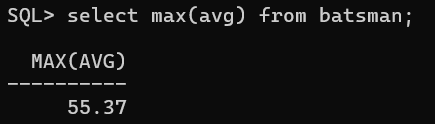 SQL> select max(avg) from batsman;
MAX(AVG)
----------
55.37